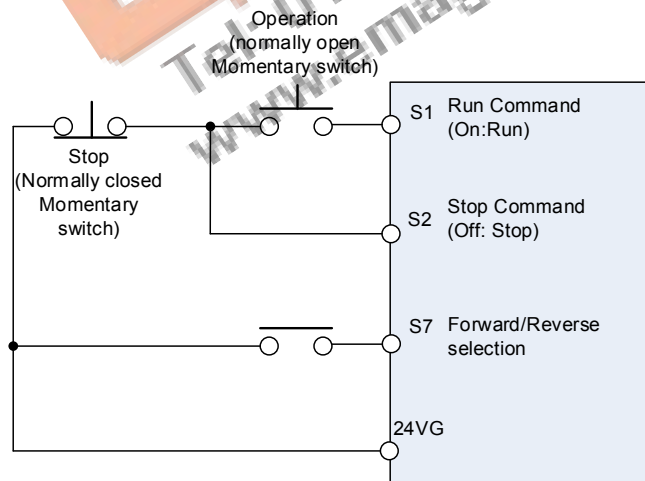 Operation
(normally open
Momentary switch)
S1 Run Command
(On:Run)
Stop
(Normally closed
Momentary
switch)
S2 Stop Command
(Off: Stop)
S7 Forward/Reverse
selection
24VG